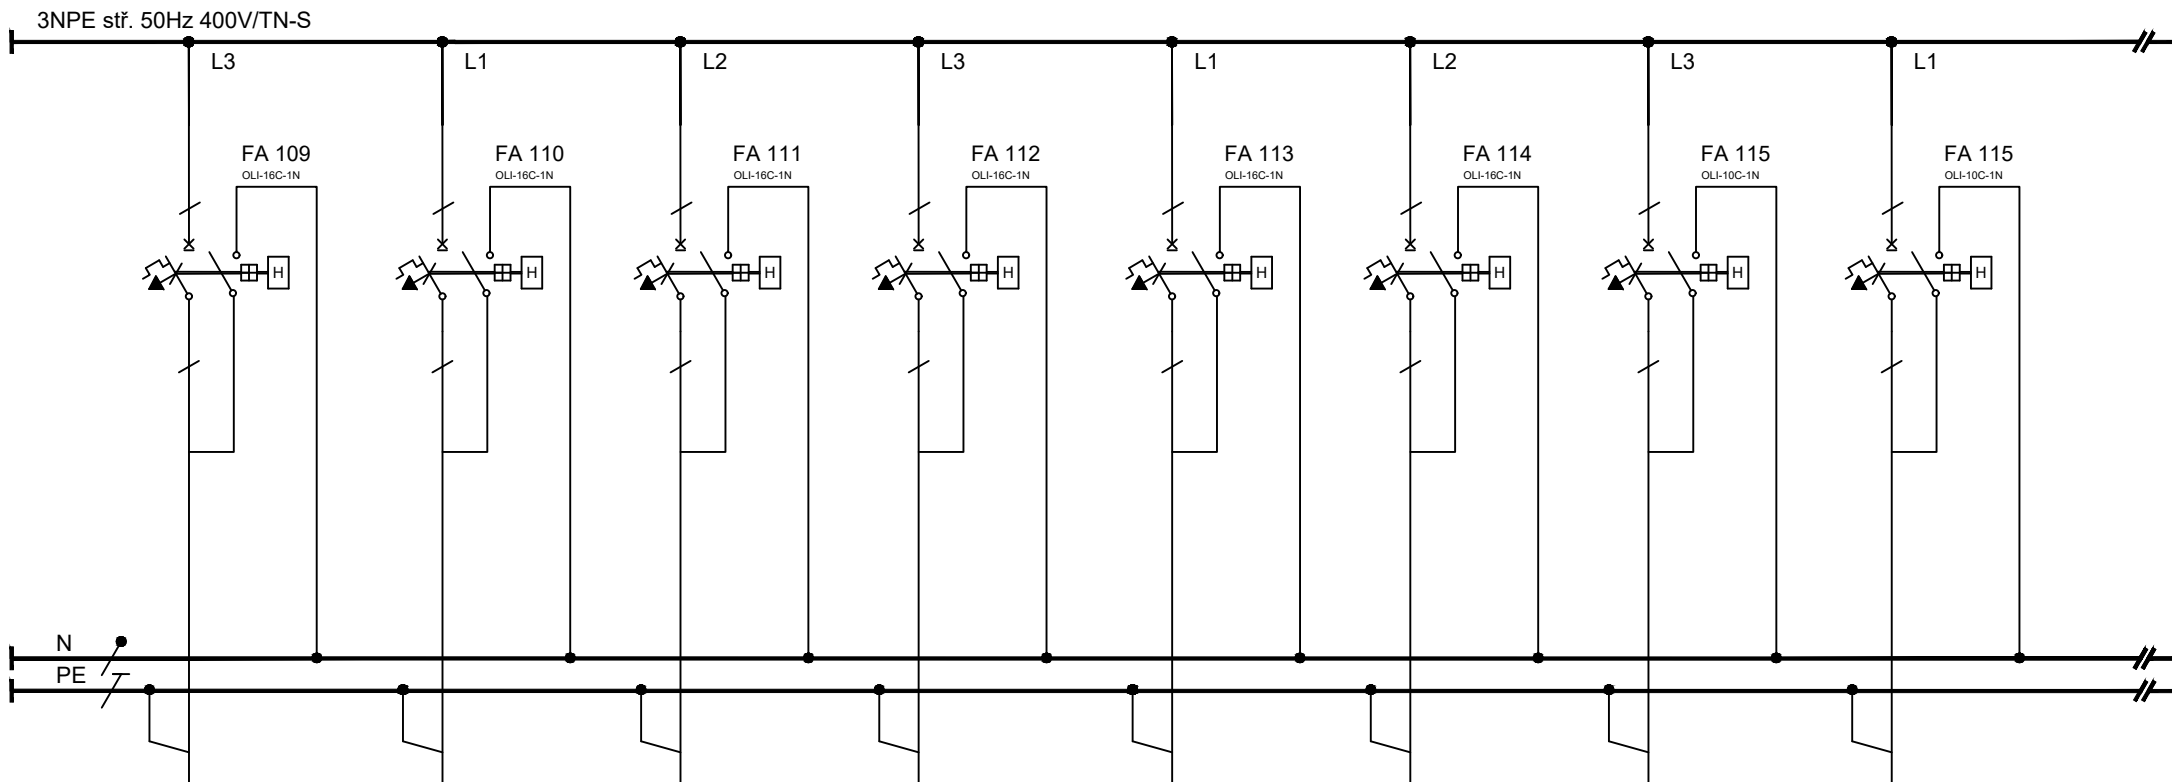 3NPE stř. 50Hz 400V/TN-S
L3 L1 L2 L3 L1 L2 L3 L1
FA 109 FA 110 FA 111 FA 112 FA 113 FA 114 FA 115 FA 115
OLI-16C-1N OLI-16C-1N OLI-16C-1N OLI-16C-1N OLI-16C-1N OLI-16C-1N OLI-10C-1N OLI-10C-1N
H H H H H H H H
N
PE